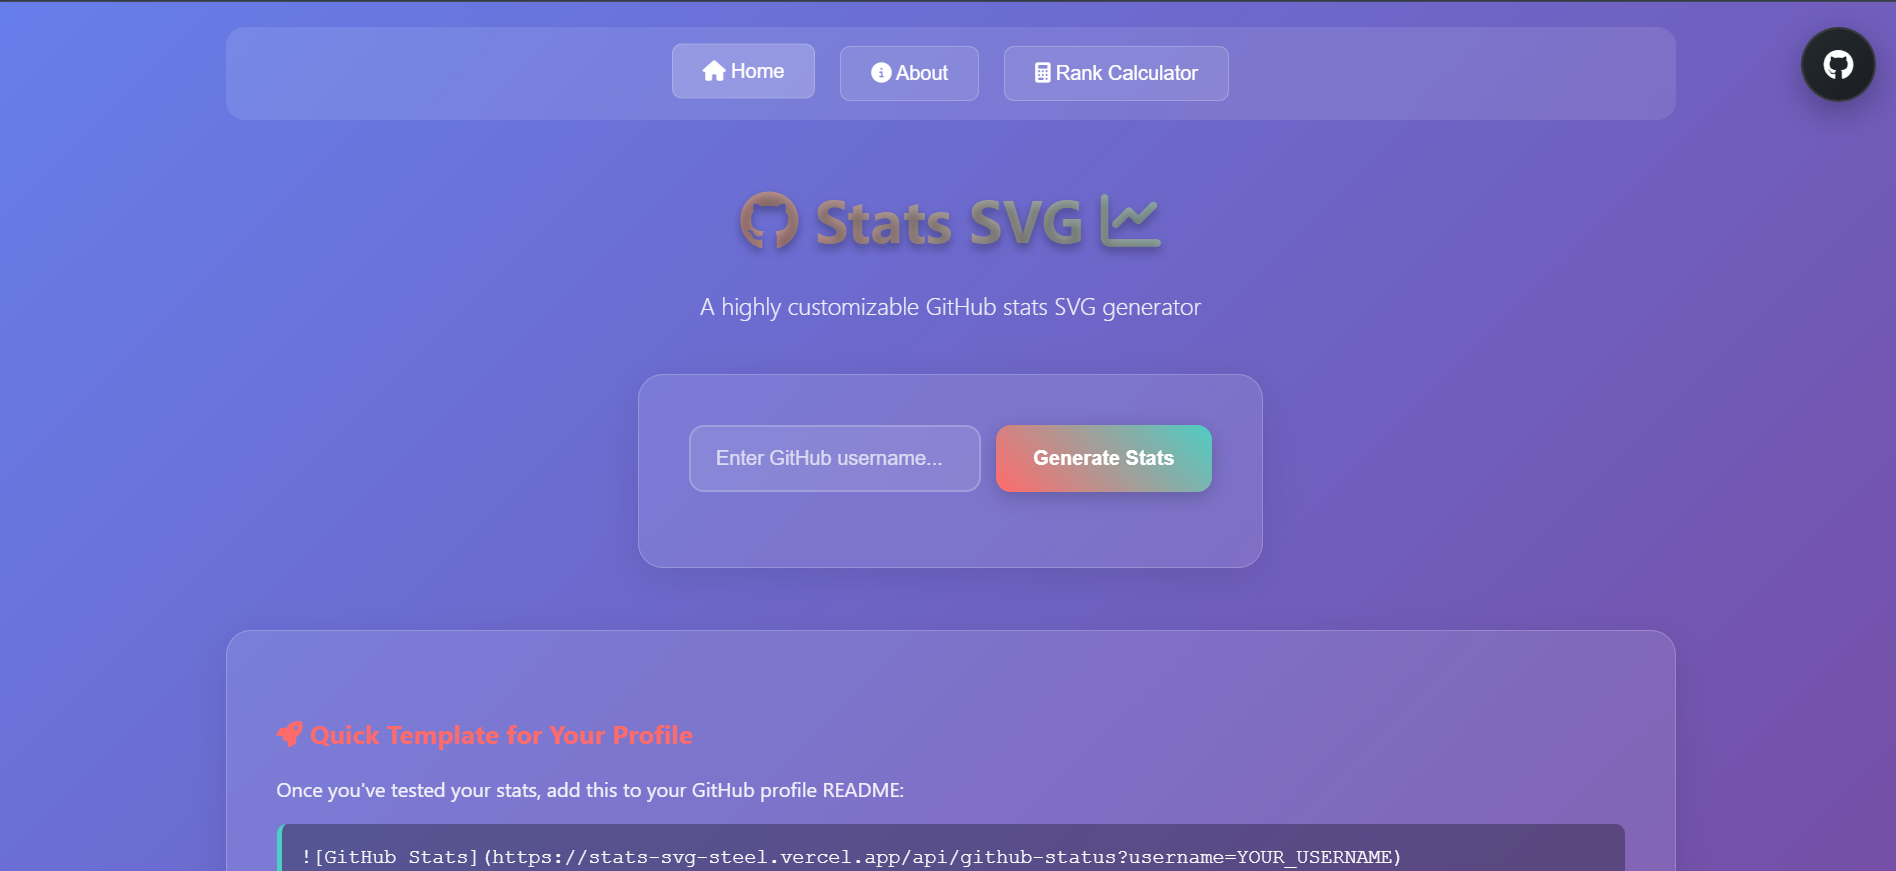 Home
About
Rank Calculator
Stats SVG
A highly customizable GitHub stats SVG generator
Enter GitHub username...
Generate Stats
Quick Template for Your Profile
Once you've tested your stats, add this to your GitHub profile README:
![GitHub Stats](https://stats-svg-steel.vercel.app/api/github-status?username=YOUR_USERNAME)